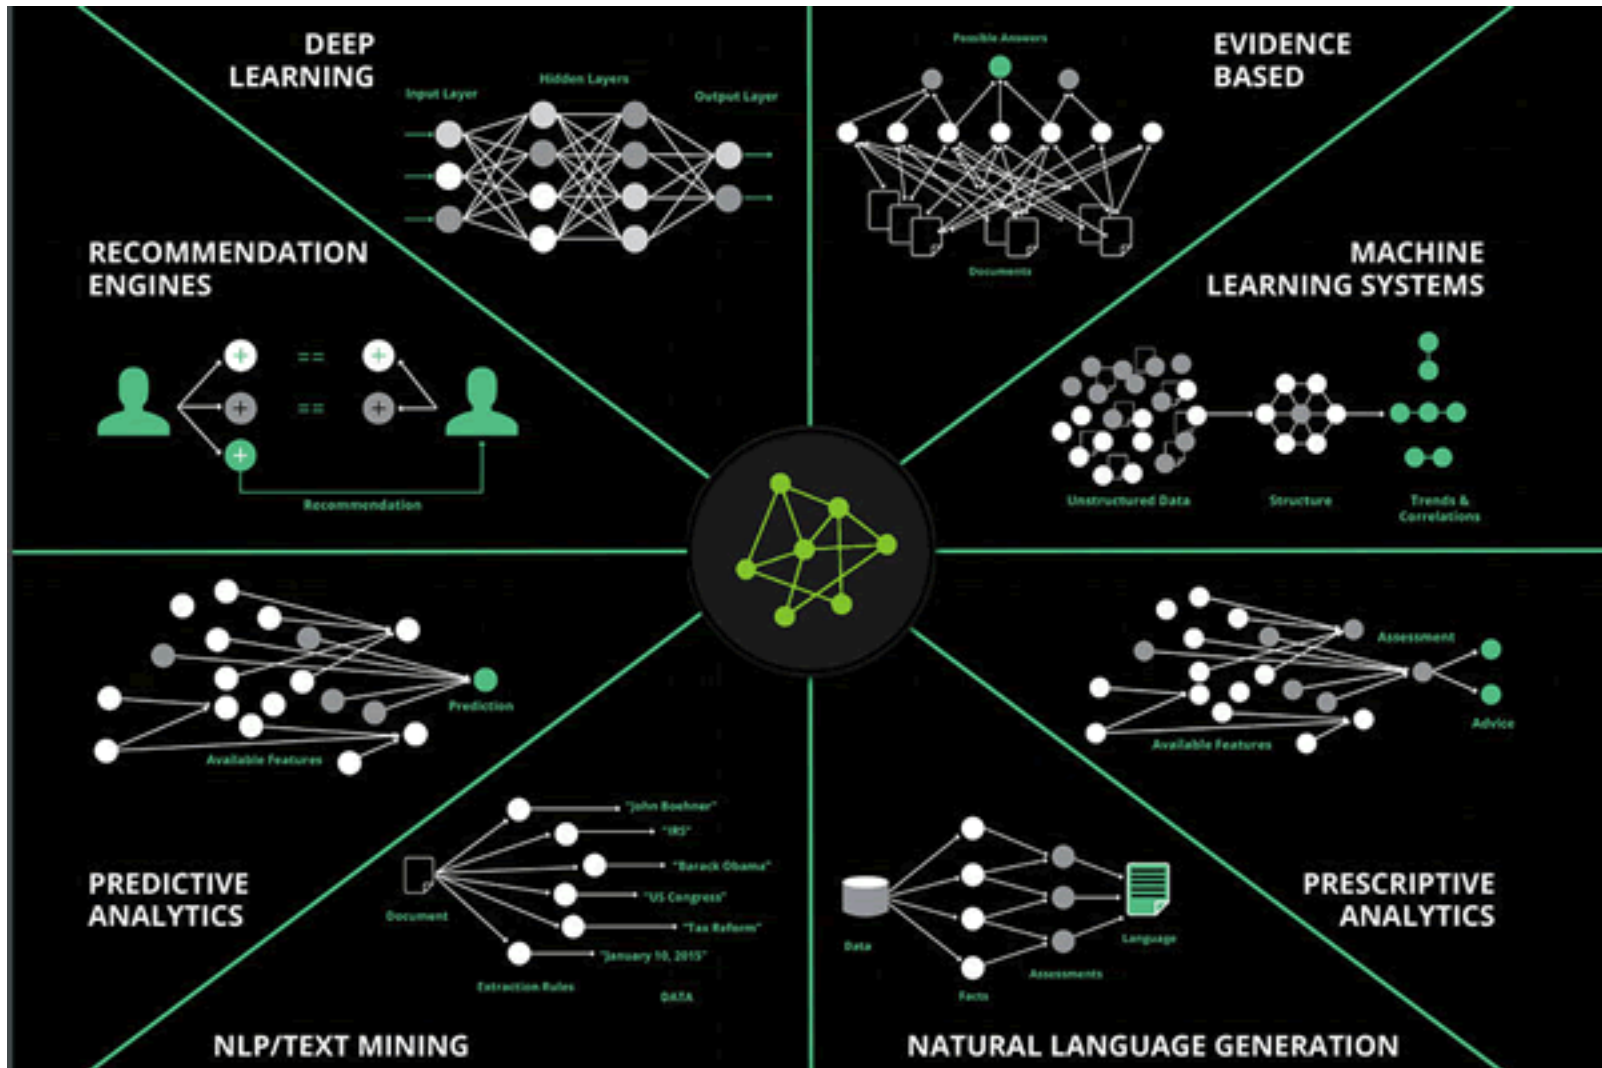 DEEP
LEARNING
Input Layer
Hidden Layers
Output Layer
Possible Answers
Documents
EVIDENCE
BASED
RECOMMENDATION
ENGINES
==
==
Recommendation
MACHINE
LEARNING SYSTEMS
Unstructured Data
Structure
Trends &
Correlations
Prediction
Available Features
PREDICTIVE
ANALYTICS
Assessment
Advice
Available Features
PRESCRIPTIVE
ANALYTICS
Document
"John Boehner"
"IRS"
"Barack Obama"
"US Congress"
"Tax Reform"
"January 10, 2015"
Extraction Rules
DATA
NLP/TEXT MINING
Data
Facts
Assessments
Language
NATURAL LANGUAGE GENERATION